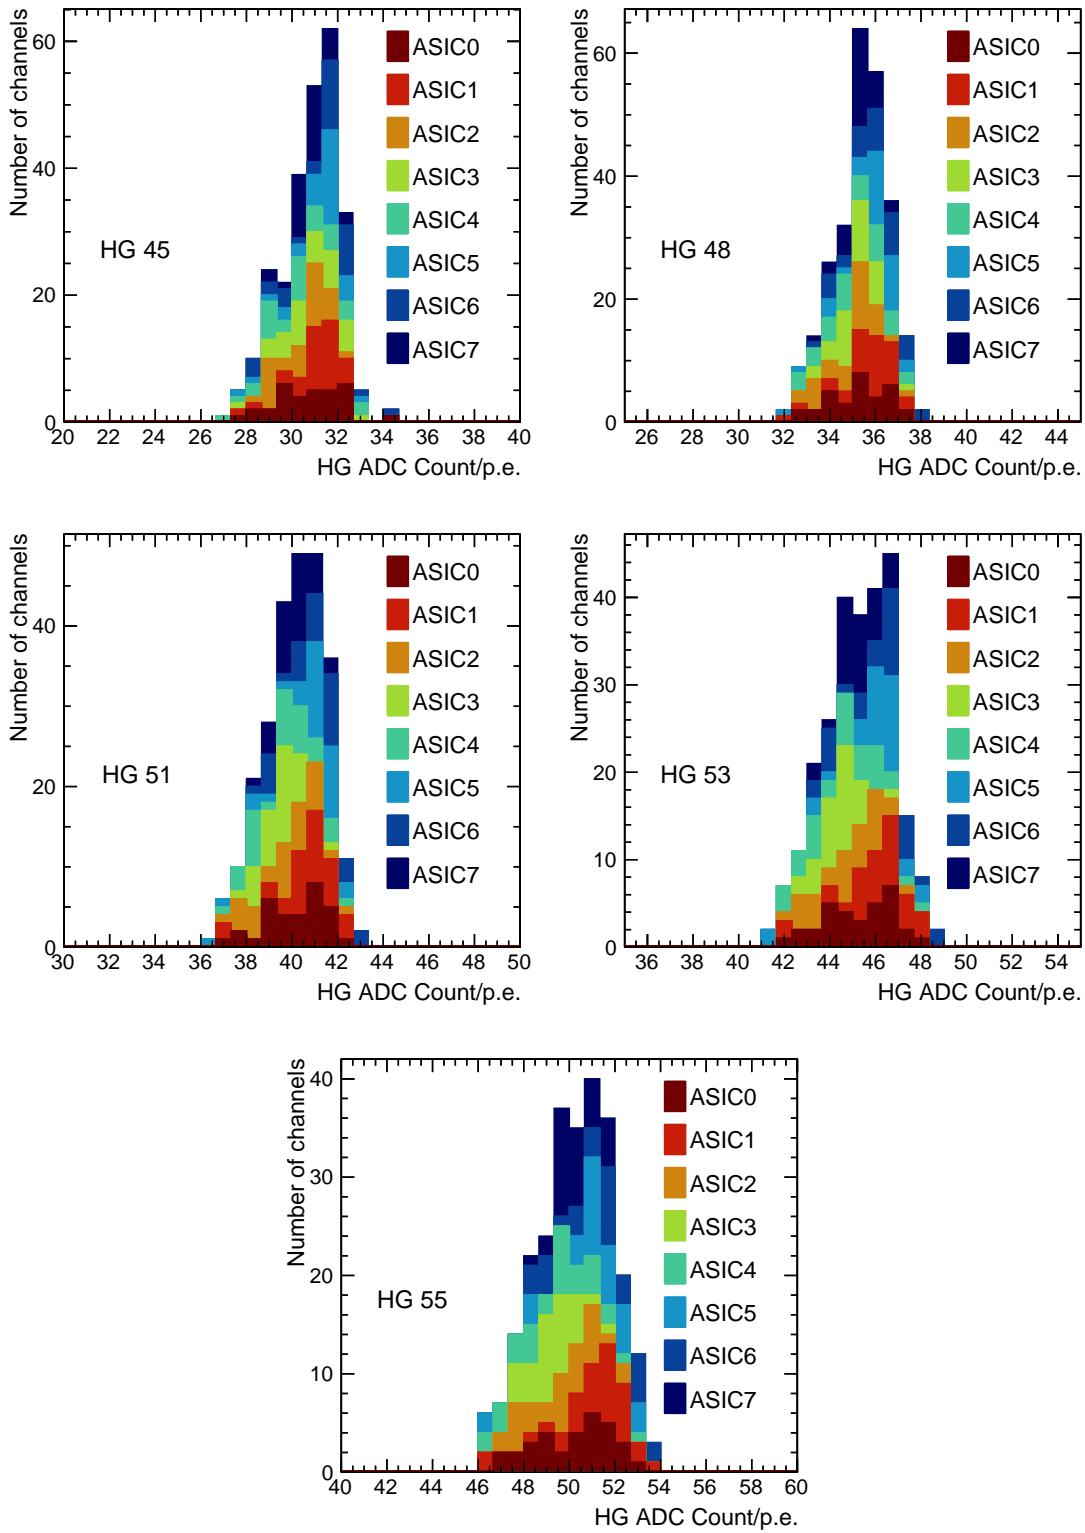 Number of channels
60
40
20
0
HG 45
ASIC0
ASIC1
ASIC2
ASIC3
ASIC4
ASIC5
ASIC6
ASIC7
20 22 24 26 28 30 32 34 36 38 40
HG ADC Count/p.e.
Number of channels
60
40
20
0
HG 48
ASIC0
ASIC1
ASIC2
ASIC3
ASIC4
ASIC5
ASIC6
ASIC7
26 28 30 32 34 36 38 40 42 44
HG ADC Count/p.e.
Number of channels
40
20
0
HG 51
ASIC0
ASIC1
ASIC2
ASIC3
ASIC4
ASIC5
ASIC6
ASIC7
30 32 34 36 38 40 42 44 46 48 50
HG ADC Count/p.e.
Number of channels
40
30
20
10
0
HG 53
ASIC0
ASIC1
ASIC2
ASIC3
ASIC4
ASIC5
ASIC6
ASIC7
36 38 40 42 44 46 48 50 52 54
HG ADC Count/p.e.
Number of channels
40
30
20
10
0
HG 55
ASIC0
ASIC1
ASIC2
ASIC3
ASIC4
ASIC5
ASIC6
ASIC7
40 42 44 46 48 50 52 54 56 58 60
HG ADC Count/p.e.